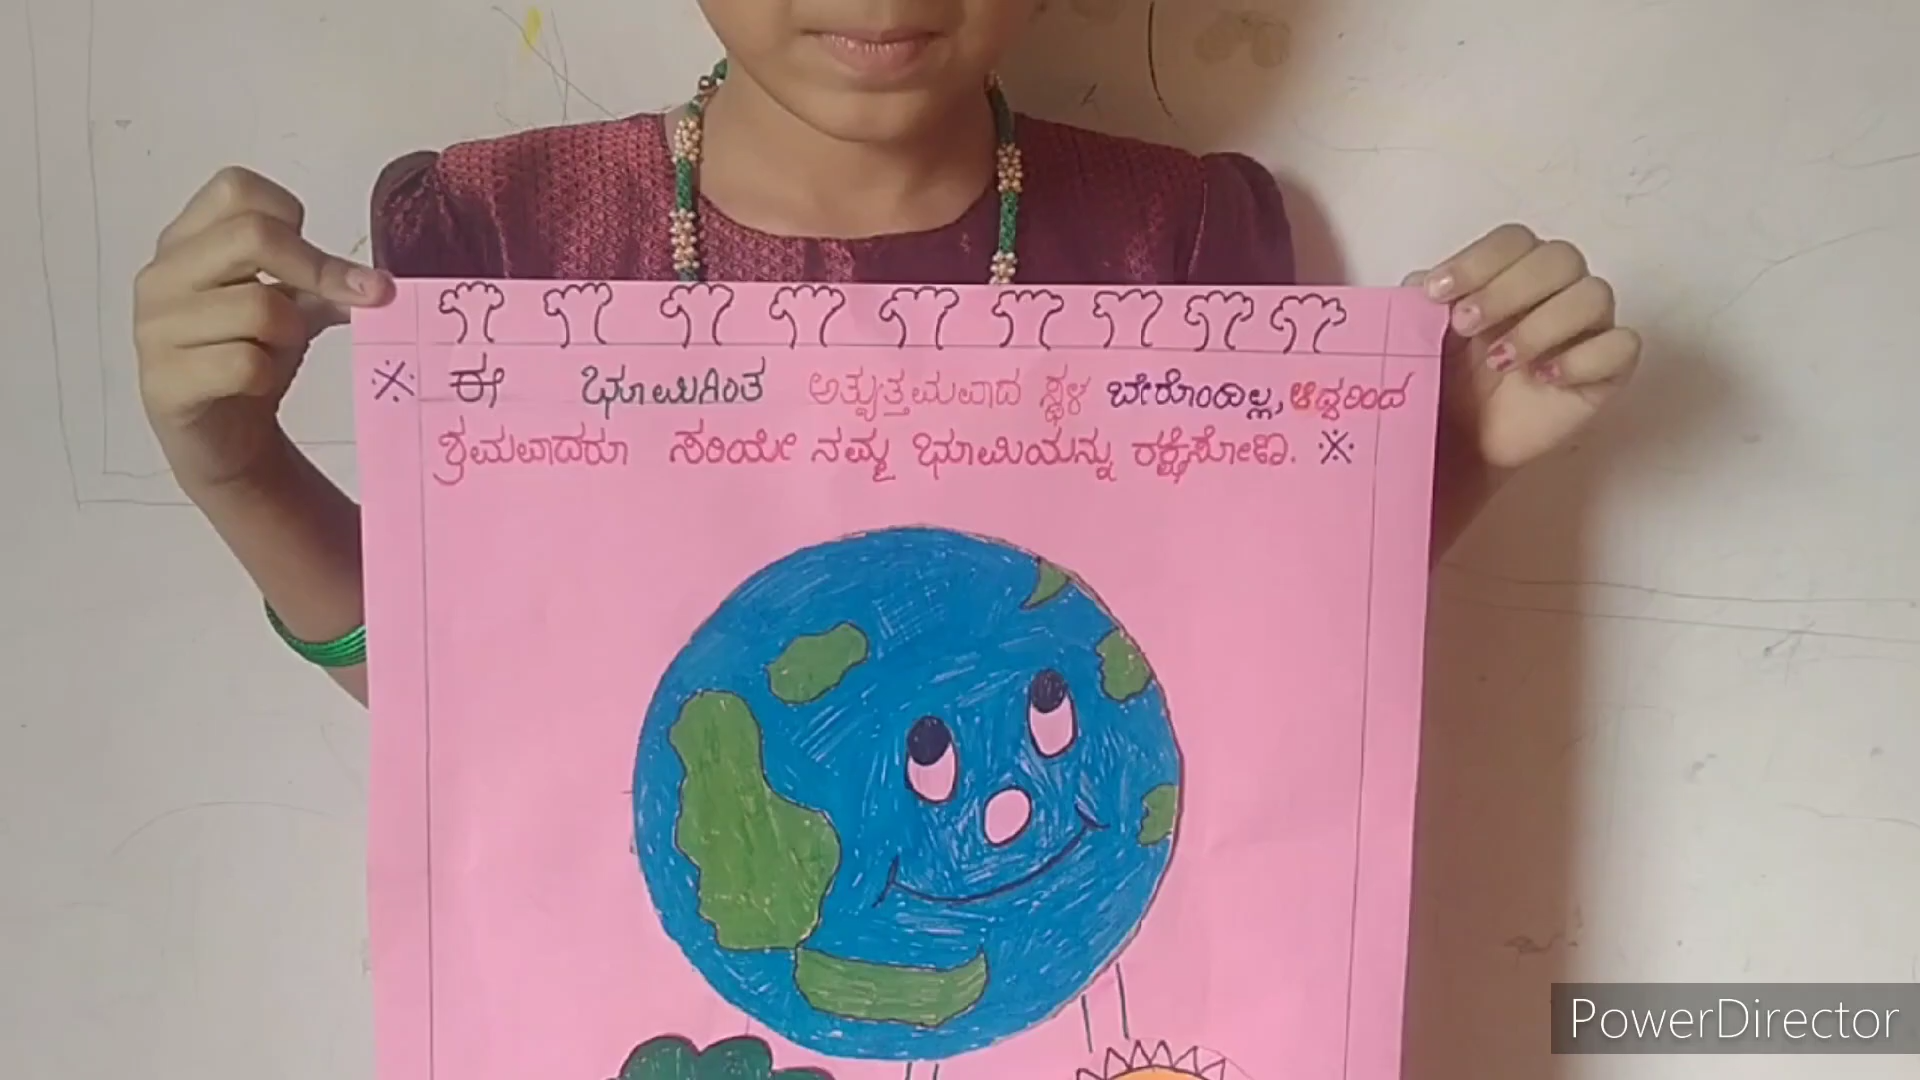 ※ ಈ ಭೂಮಿಗಿಂತ ಅತ್ಯುತ್ತಮವಾದ ಸ್ಥಳ ಬೇರೊಂದಿಲ್ಲ, ಆದ್ದರಿಂದ
ಶ್ರಮವಾದರೂ ಸರಿಯೇ ನಮ್ಮ ಭೂಮಿಯನ್ನು ರಕ್ಷಿಸೋಣ. ※
PowerDirector